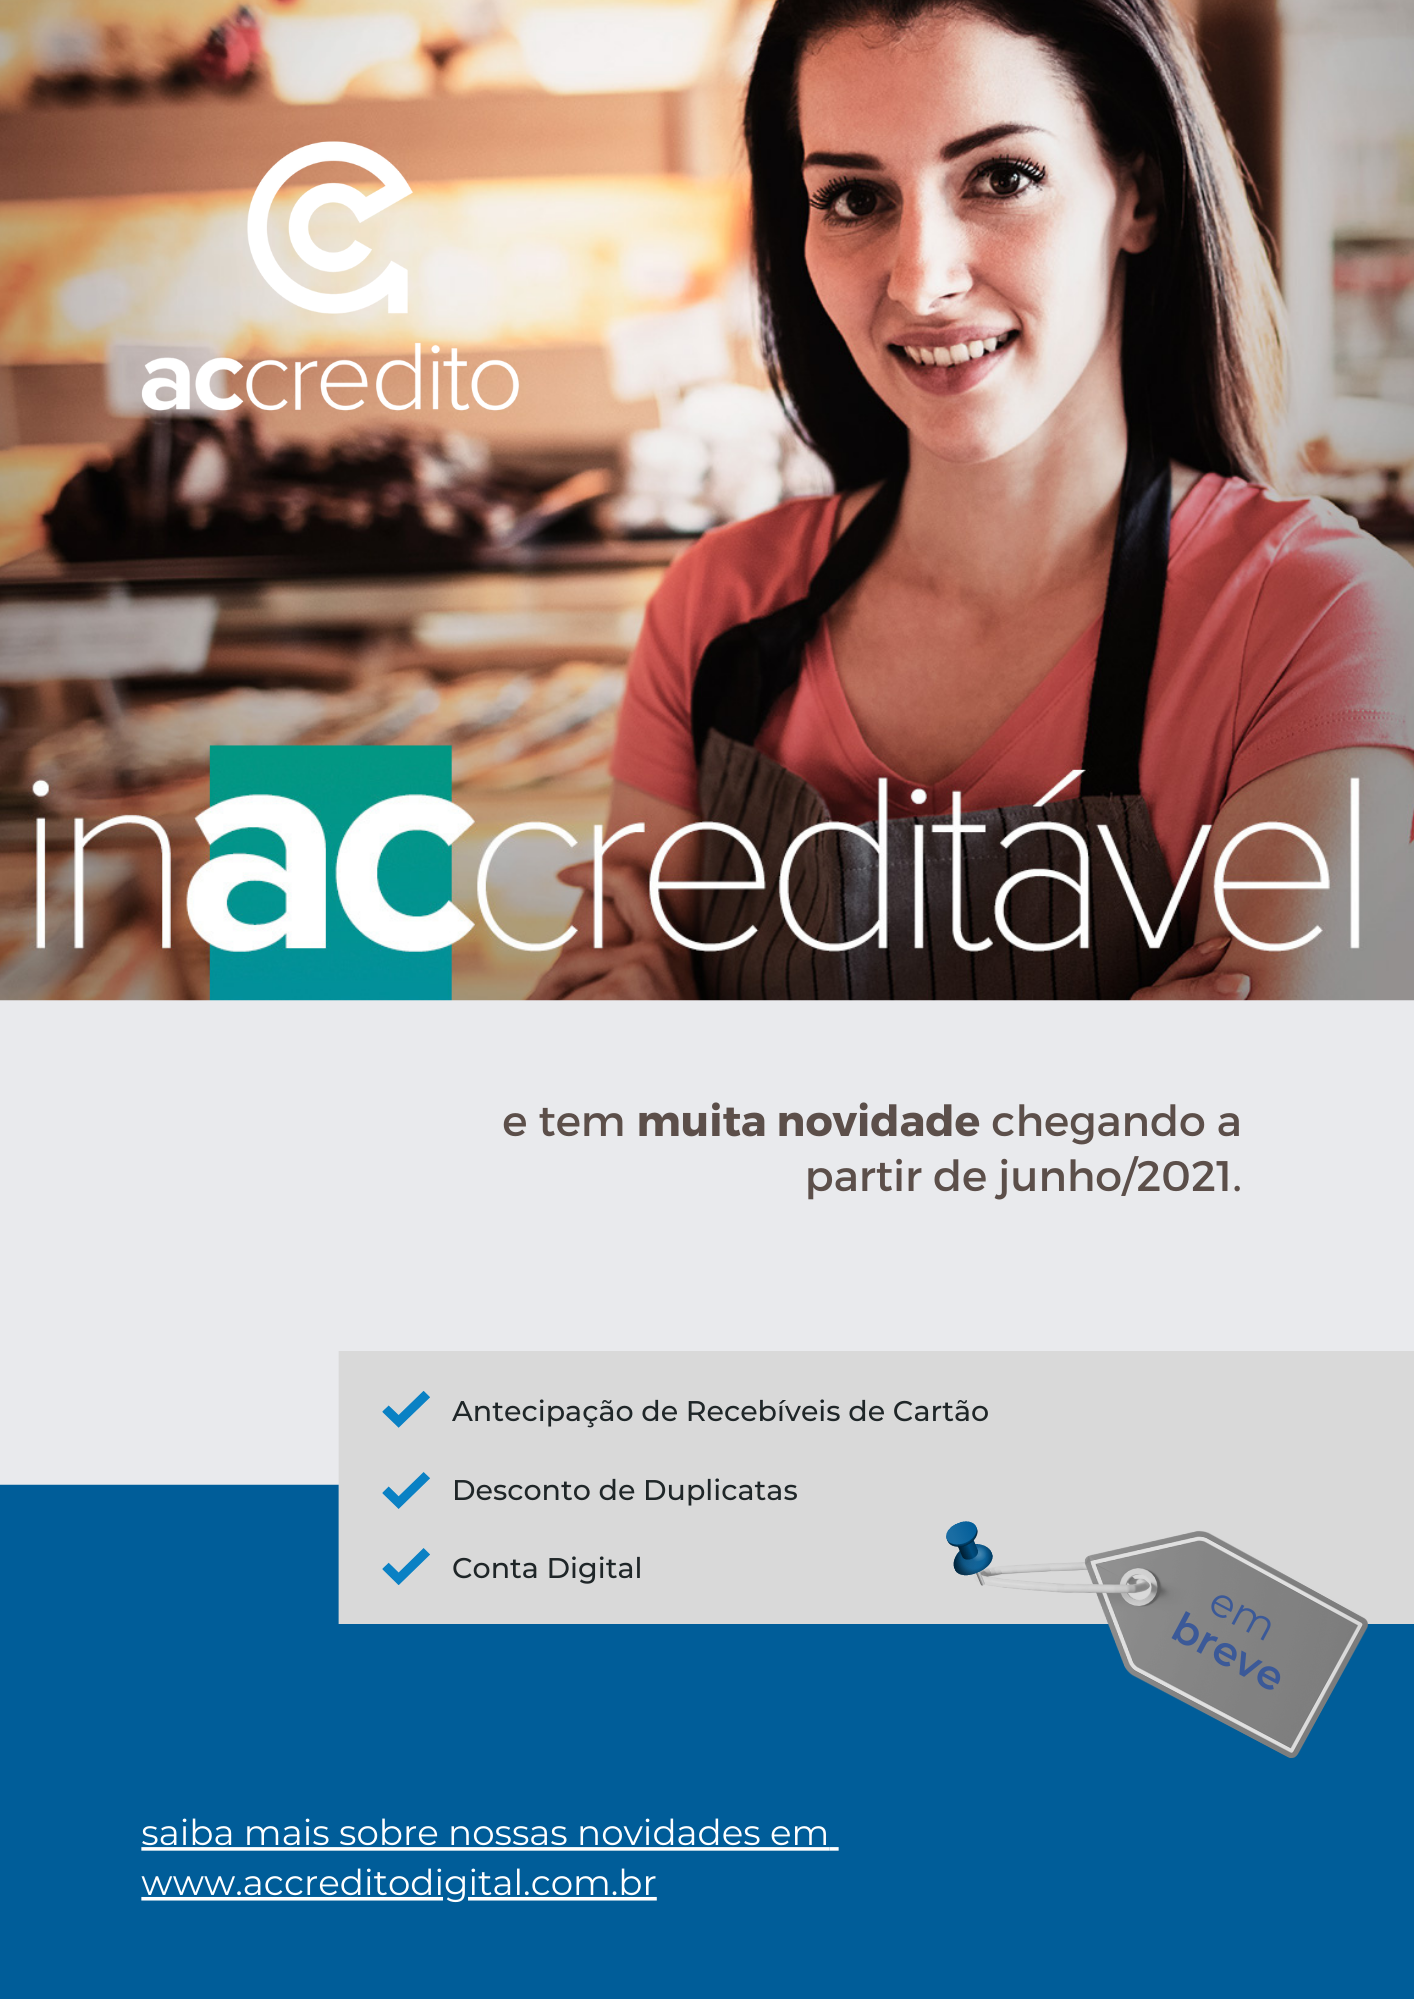 accredito
inaccreditável
e tem muita novidade chegando a
partir de junho/2021.
Antecipação de Recebíveis de Cartão
Desconto de Duplicatas
Conta Digital
em
breve
saiba mais sobre nossas novidades em
www.accreditodigital.com.br